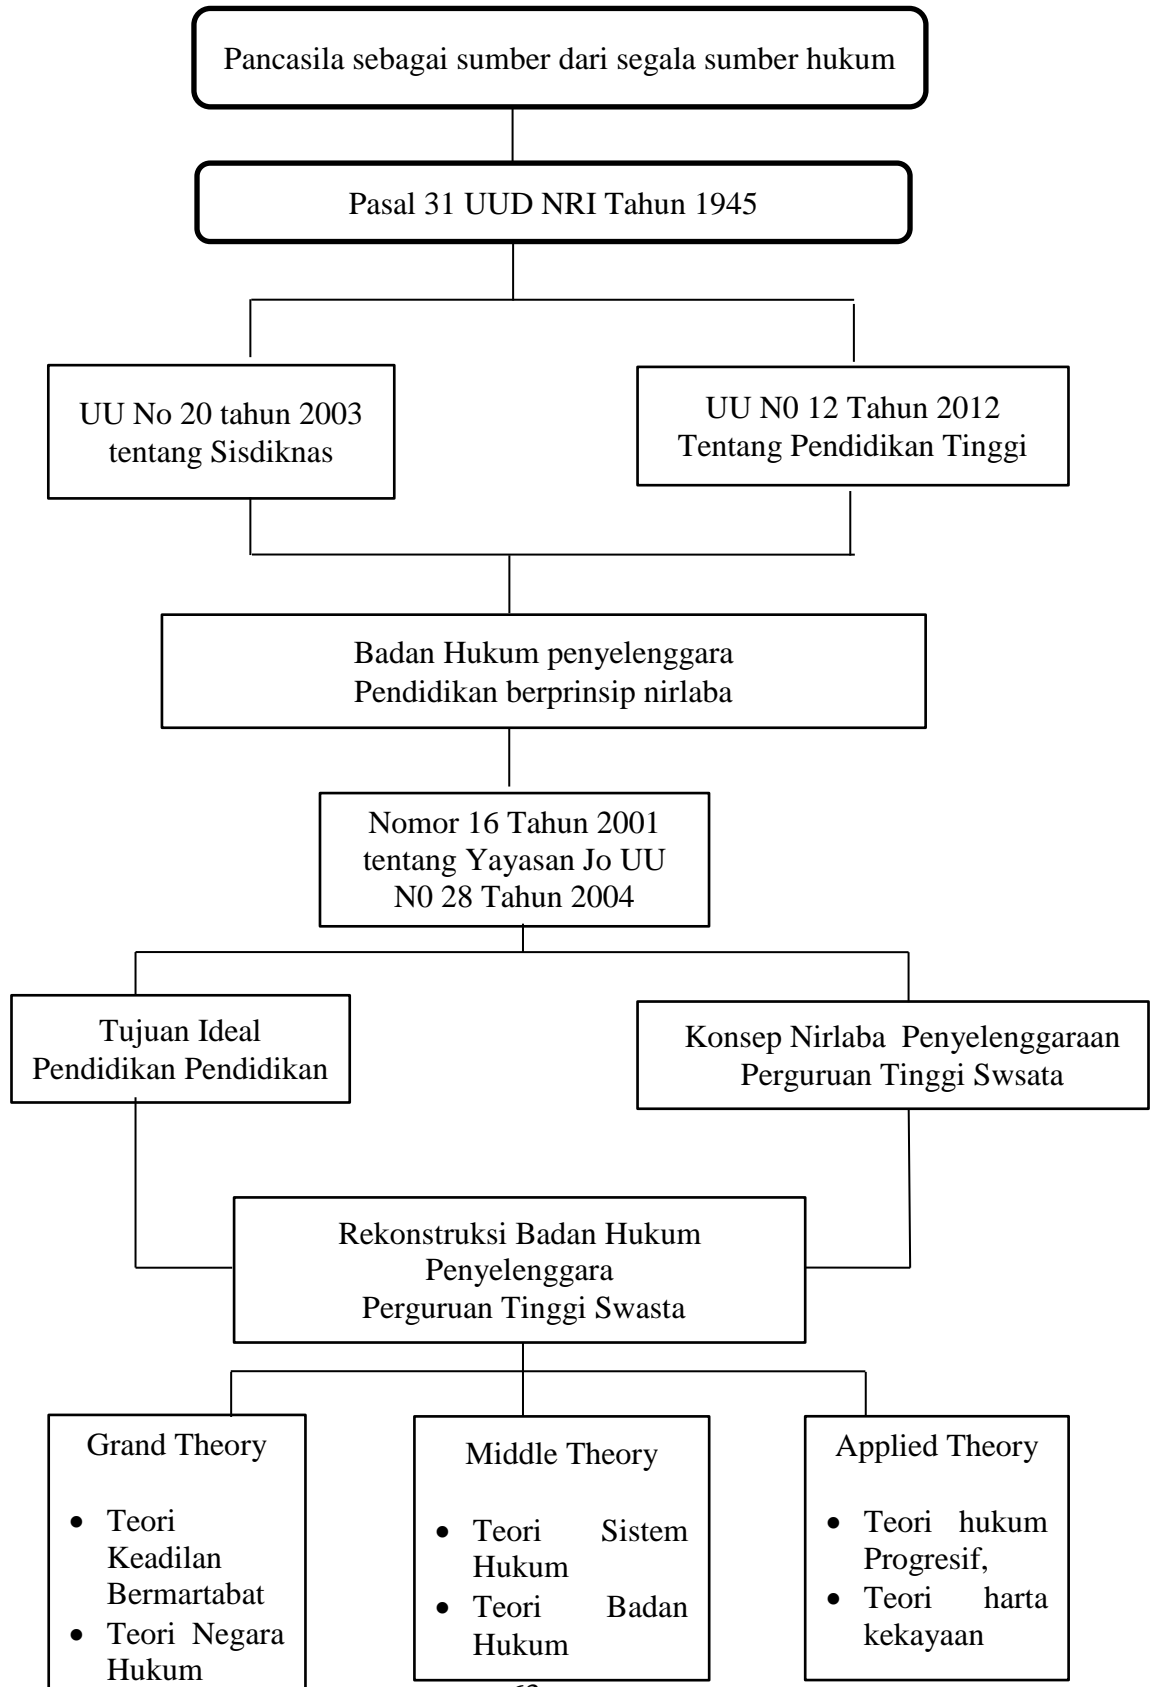 Pancasila sebagai sumber dari segala sumber hukum
Pasal 31 UUD NRI Tahun 1945
UU No 20 tahun 2003
tentang Sisdiknas
UU N0 12 Tahun 2012
Tentang Pendidikan Tinggi
Badan Hukum penyelenggara
Pendidikan berprinsip nirlaba
Nomor 16 Tahun 2001
tentang Yayasan Jo UU
N0 28 Tahun 2004
Tujuan Ideal
Pendidikan Pendidikan
Konsep Nirlaba Penyelenggaraan
Perguruan Tinggi Swsata
Rekonstruksi Badan Hukum
Penyelenggara
Perguruan Tinggi Swasta
Grand Theory
• Teori
Keadilan
Bermartabat
• Teori Negara
Hukum
Middle Theory
• Teori Sistem
Hukum
• Teori Badan
Hukum
Applied Theory
• Teori hukum
Progresif,
• Teori harta
kekayaan